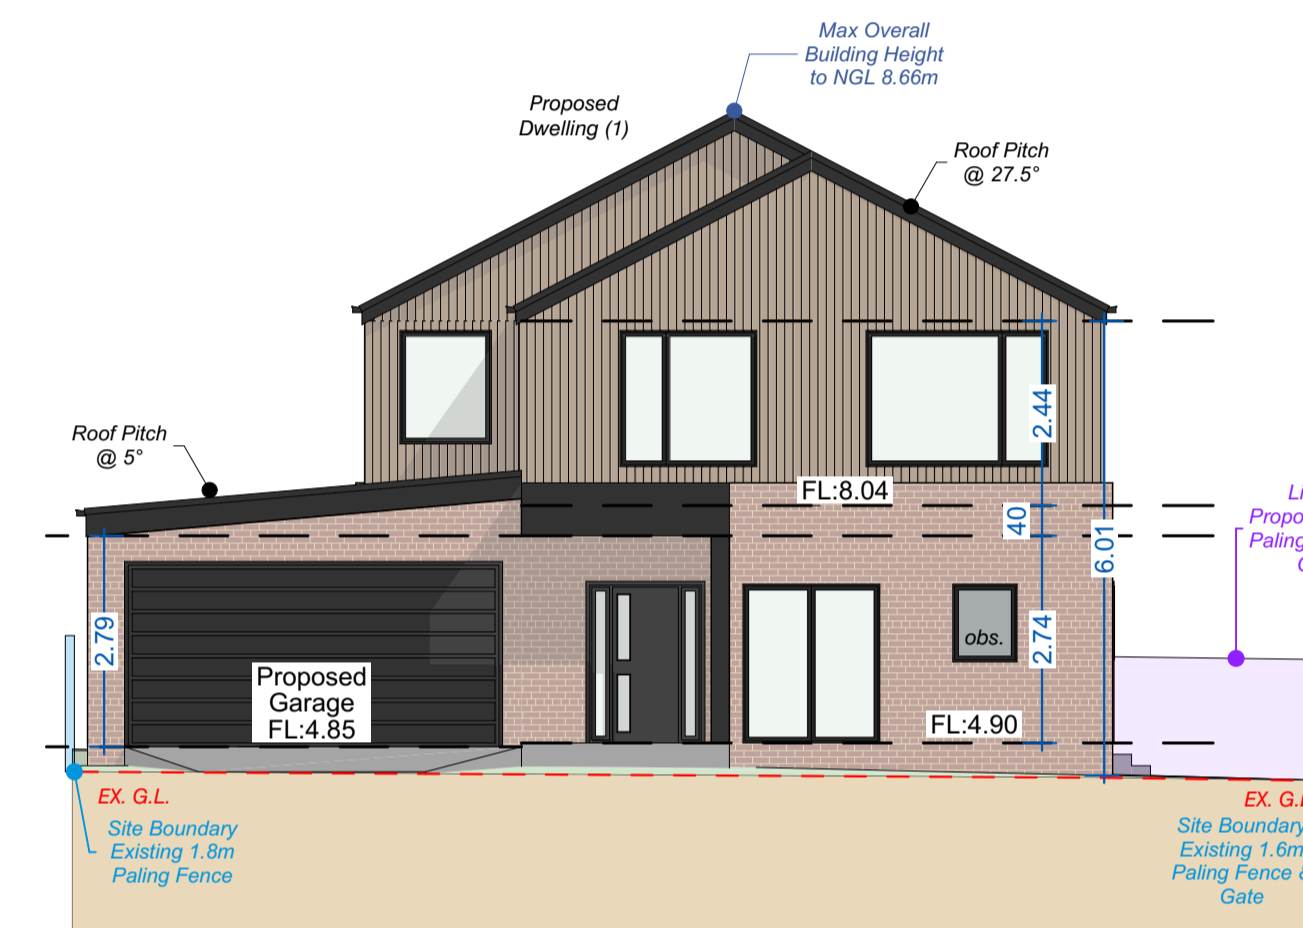 Max Overall
Building Height
to NGL 8.66m
Proposed
Dwelling (1)
Roof Pitch
@ 27.5°
Roof Pitch
@ 5°
2.44
FL:8.04
40
6.01
2.79
2.74
obs.
Proposed
Garage
FL:4.85
FL:4.90
Propo
Paling
EX. G.L.
Site Boundary
Existing 1.8m
Paling Fence
EX. G.
Site Boundary
Existing 1.6m
Paling Fence &
Gate